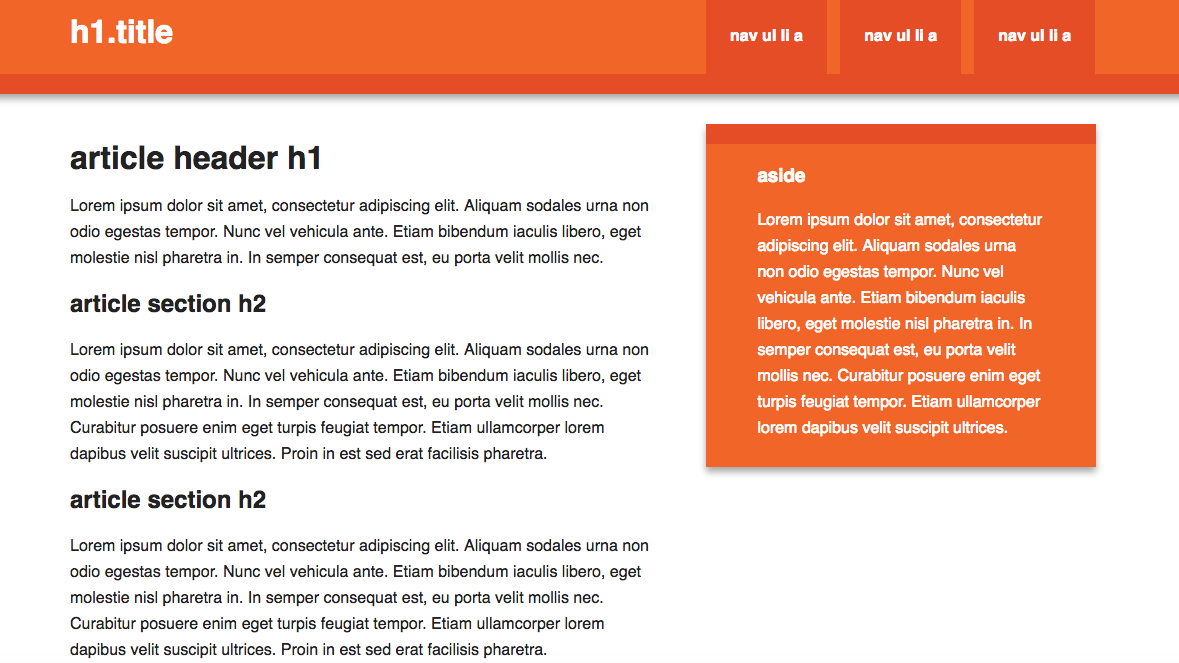 h1.title
nav ul li a
nav ul li a
nav ul li a
article header h1
Lorem ipsum dolor sit amet, consectetur adipiscing elit. Aliquam sodales urna non
odio egestas tempor. Nunc vel vehicula ante. Etiam bibendum iaculis libero, eget
molestie nisl pharetra in. In semper consequat est, eu porta velit mollis nec.
article section h2
Lorem ipsum dolor sit amet, consectetur adipiscing elit. Aliquam sodales urna non
odio egestas tempor. Nunc vel vehicula ante. Etiam bibendum iaculis libero, eget
molestie nisl pharetra in. In semper consequat est, eu porta velit mollis nec.
Curabitur posuere enim eget turpis feugiat tempor. Etiam ullamcorper lorem
dapibus velit suscipit ultrices. Proin in est sed erat facilisis pharetra.
article section h2
Lorem ipsum dolor sit amet, consectetur adipiscing elit. Aliquam sodales urna non
odio egestas tempor. Nunc vel vehicula ante. Etiam bibendum iaculis libero, eget
molestie nisl pharetra in. In semper consequat est, eu porta velit mollis nec.
Curabitur posuere enim eget turpis feugiat tempor. Etiam ullamcorper lorem
dapibus velit suscipit ultrices. Proin in est sed erat facilisis pharetra.
aside
Lorem ipsum dolor sit amet, consectetur
adipiscing elit. Aliquam sodales urna
non odio egestas tempor. Nunc vel
vehicula ante. Etiam bibendum iaculis
libero, eget molestie nisl pharetra in. In
semper consequat est, eu porta velit
mollis nec. Curabitur posuere enim eget
turpis feugiat tempor. Etiam ullamcorper
lorem dapibus velit suscipit ultrices.